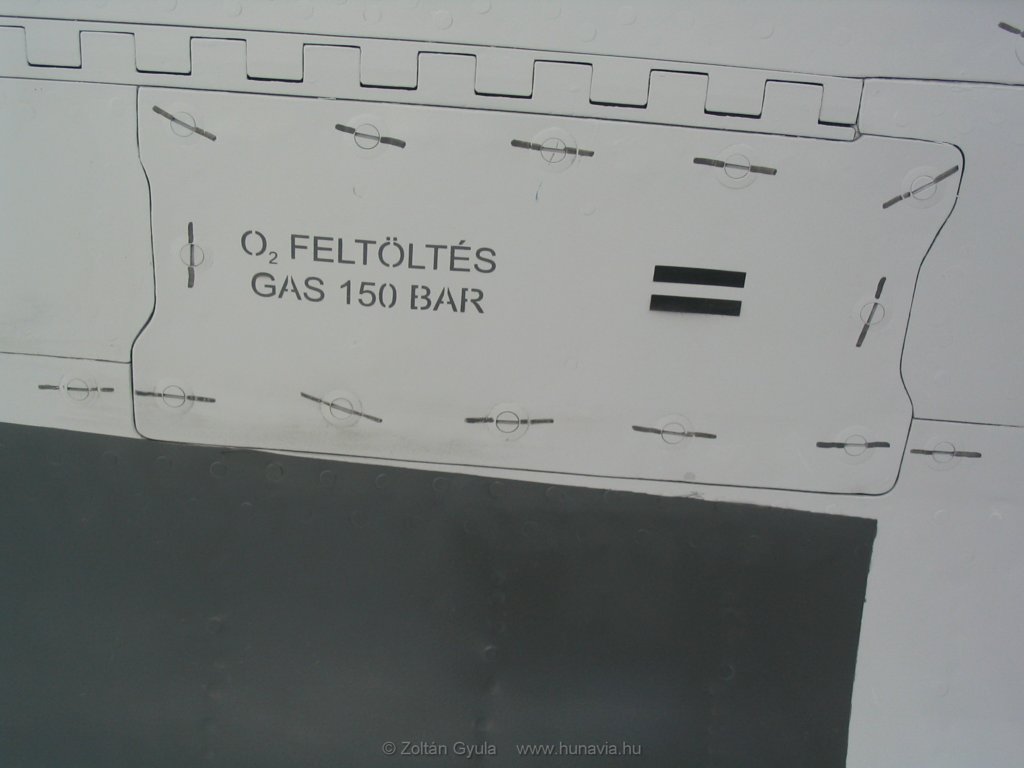 O₂ FELTÖLTÉS
GAS 150 BAR
© Zoltán Gyula www.hunavia.hu